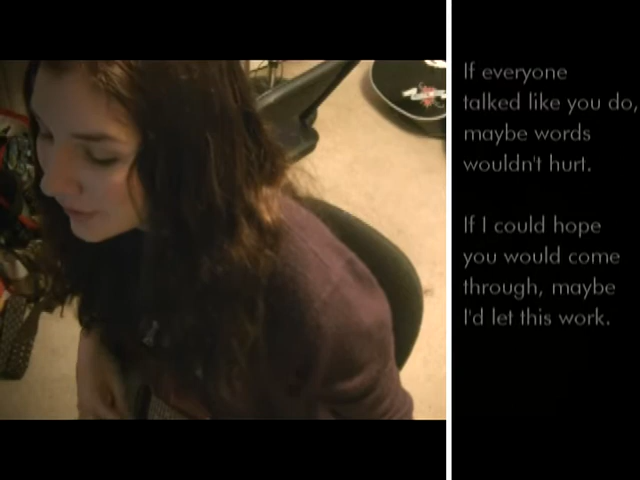 If everyone
talked like you do,
maybe words
wouldn't hurt.
If I could hope
you would come
through, maybe
I'd let this work.